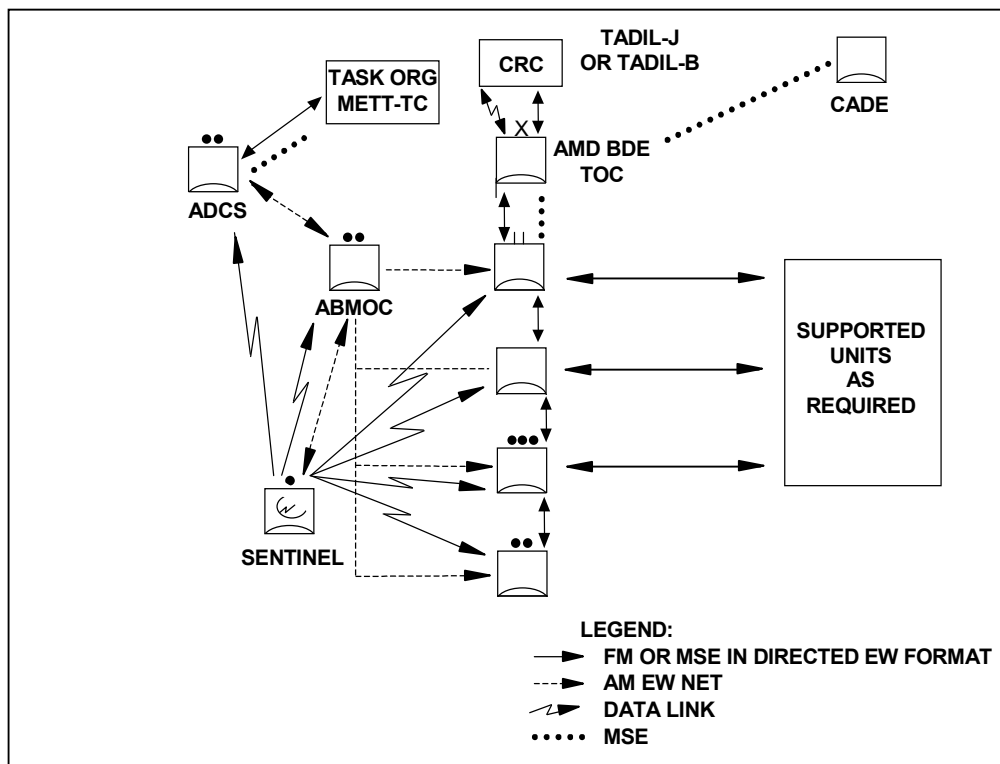 TADIL-J
OR TADIL-B
CRC
TASK ORG
METT-TC
CADE
X
AMD BDE
TOC
ADCS
ABMOC
SUPPORTED
UNITS
AS
REQUIRED
SENTINEL
LEGEND:
FM OR MSE IN DIRECTED EW FORMAT
AM EW NET
DATA LINK
MSE